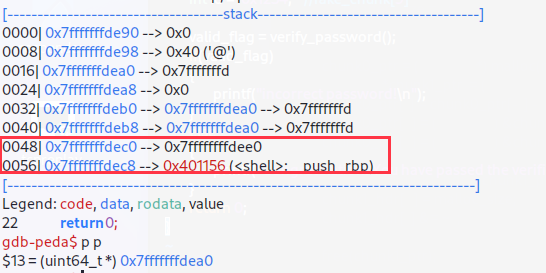 [------------------------------------stack-------------------------------------]
0000| 0x7fffffffde90 --> 0x0
0008| 0x7fffffffde98 --> 0x40 ('@')
0016| 0x7fffffffdea0 --> 0x7fffffffd
0024| 0x7fffffffdea8 --> 0x0
0032| 0x7fffffffdeb0 --> 0x7fffffffdea0 --> 0x7fffffffd
0040| 0x7fffffffdeb8 --> 0x7fffffffdea0 --> 0x7fffffffd
0048| 0x7fffffffdec0 --> 0x7fffffffdee0
0056| 0x7fffffffdec8 --> 0x401156 (<shell>: push rbp)
[------------------------------------------------------------------------------]
Legend: code, data, rodata, value
22 return 0;
gdb-peda$ p p
$13 = (uint64_t *) 0x7fffffffdea0